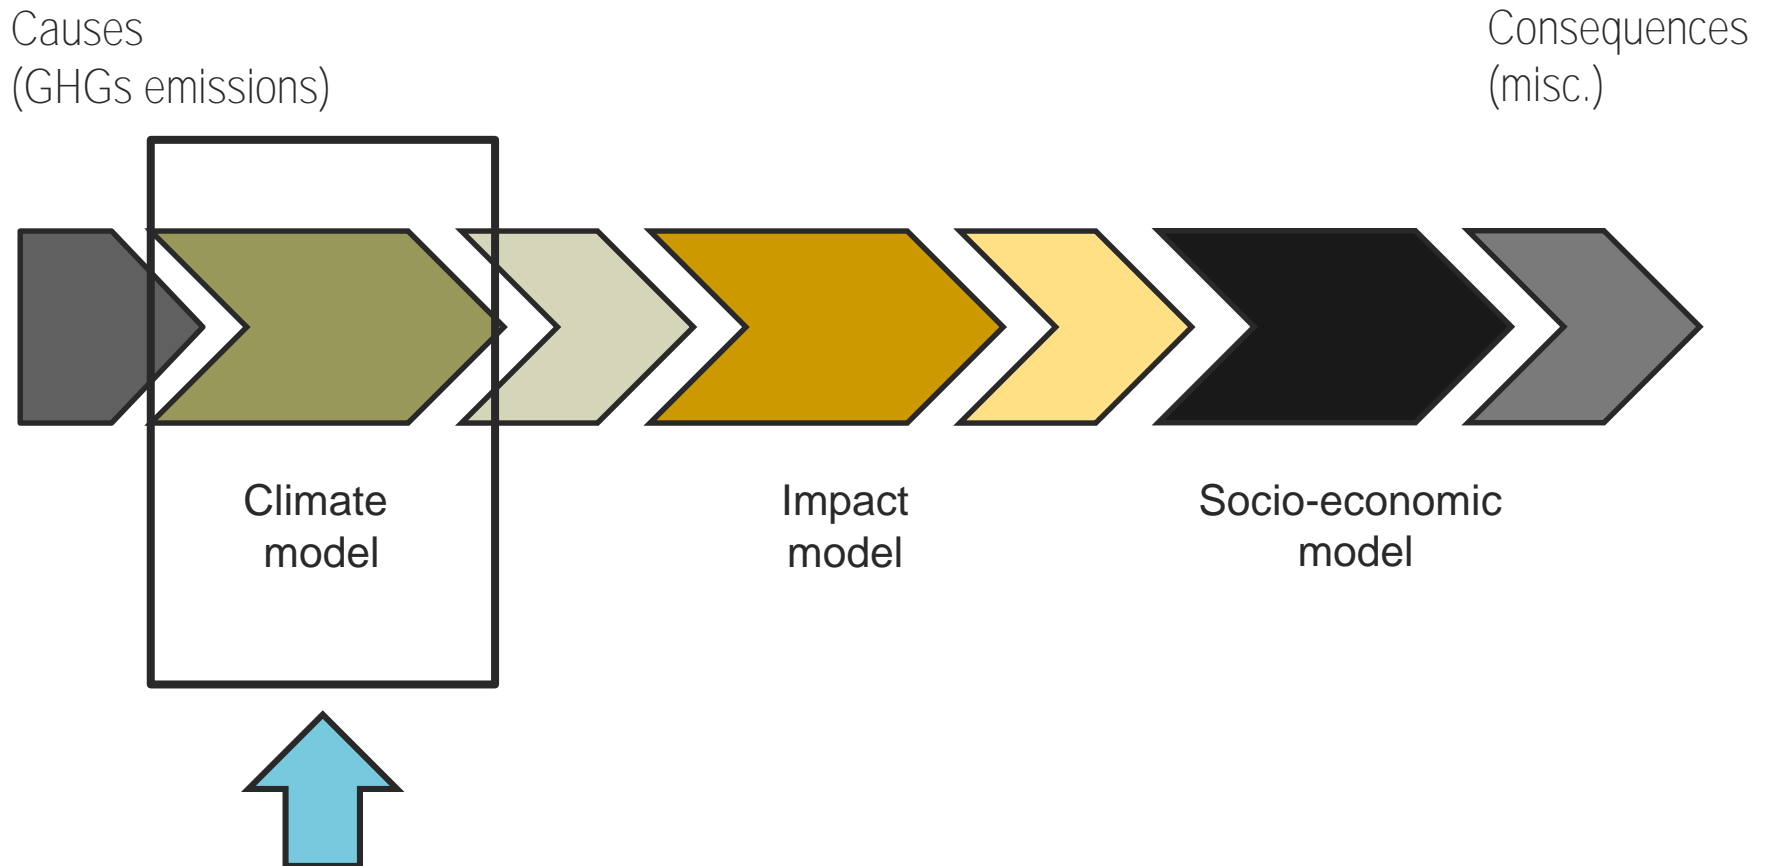 Causes
(GHGs emissions)
Consequences
(misc.)
Climate
model
Impact
model
Socio-economic
model